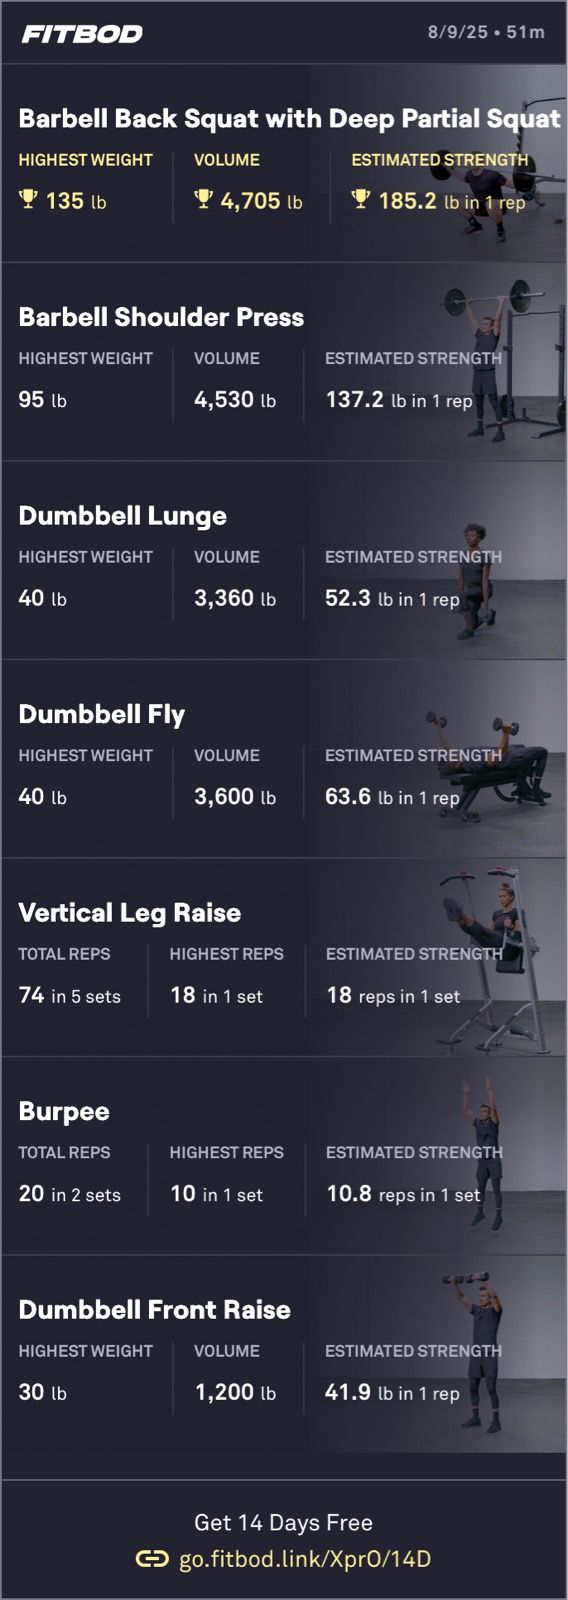 FITBOD 8/9/25 • 51m
Barbell Back Squat with Deep Partial Squat
HIGHEST WEIGHT VOLUME ESTIMATED STRENGTH
135 lb 4,705 lb 185.2 lb in 1 rep
Barbell Shoulder Press
HIGHEST WEIGHT VOLUME ESTIMATED STRENGTH
95 lb 4,530 lb 137.2 lb in 1 rep
Dumbbell Lunge
HIGHEST WEIGHT VOLUME ESTIMATED STRENGTH
40 lb 3,360 lb 52.3 lb in 1 rep
Dumbbell Fly
HIGHEST WEIGHT VOLUME ESTIMATED STRENGTH
40 lb 3,600 lb 63.6 lb in 1 rep
Vertical Leg Raise
TOTAL REPS HIGHEST REPS ESTIMATED STRENGTH
74 in 5 sets 18 in 1 set 18 reps in 1 set
Burpee
TOTAL REPS HIGHEST REPS ESTIMATED STRENGTH
20 in 2 sets 10 in 1 set 10.8 reps in 1 set
Dumbbell Front Raise
HIGHEST WEIGHT VOLUME ESTIMATED STRENGTH
30 lb 1,200 lb 41.9 lb in 1 rep
Get 14 Days Free
go.fitbod.link/XprO/14D